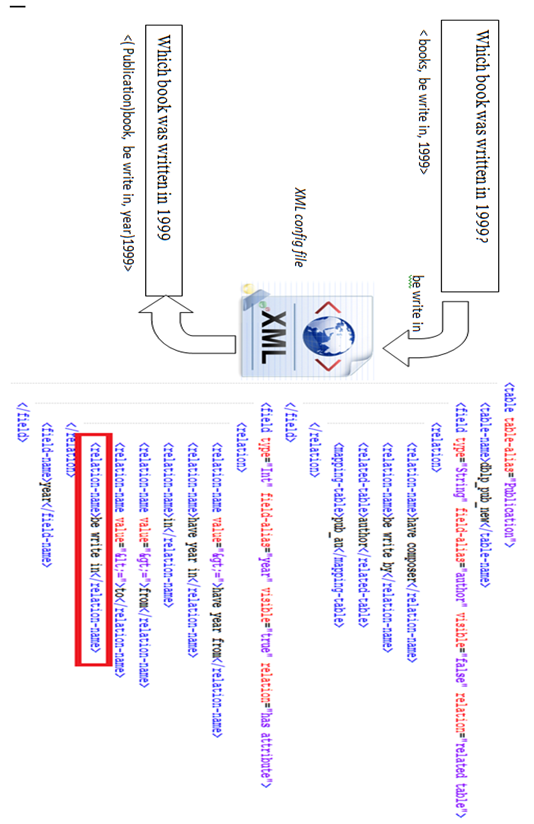 Which book was written in 1999?
< books, be write in, 1999>
be write in
XML config file
XML
Which book was written in 1999
<( Publication)book, be write in, year)1999>
<table table-alias="Publication">
<table-name>dblp_pub_new</table-name>
<field type="String" field-alias="author" visible="false" relation="related table">
<relation>
<relation-name>have composer</relation-name>
<relation-name>be write by</relation-name>
<related-table>author</related-table>
<mapping-table>pub_au</mapping-table>
</relation>
</field>
<field type="Int" field-alias="year" visible="true" relation="has attribute">
<relation>
<relation-name value="&gt;=">have year from</relation-name>
<relation-name>have year in</relation-name>
<relation-name>in</relation-name>
<relation-name value="&gt;=">from</relation-name>
<relation-name value="&lt;=">to</relation-name>
<relation-name>be write in</relation-name>
</relation>
<field-name>year</field-name>
</field>